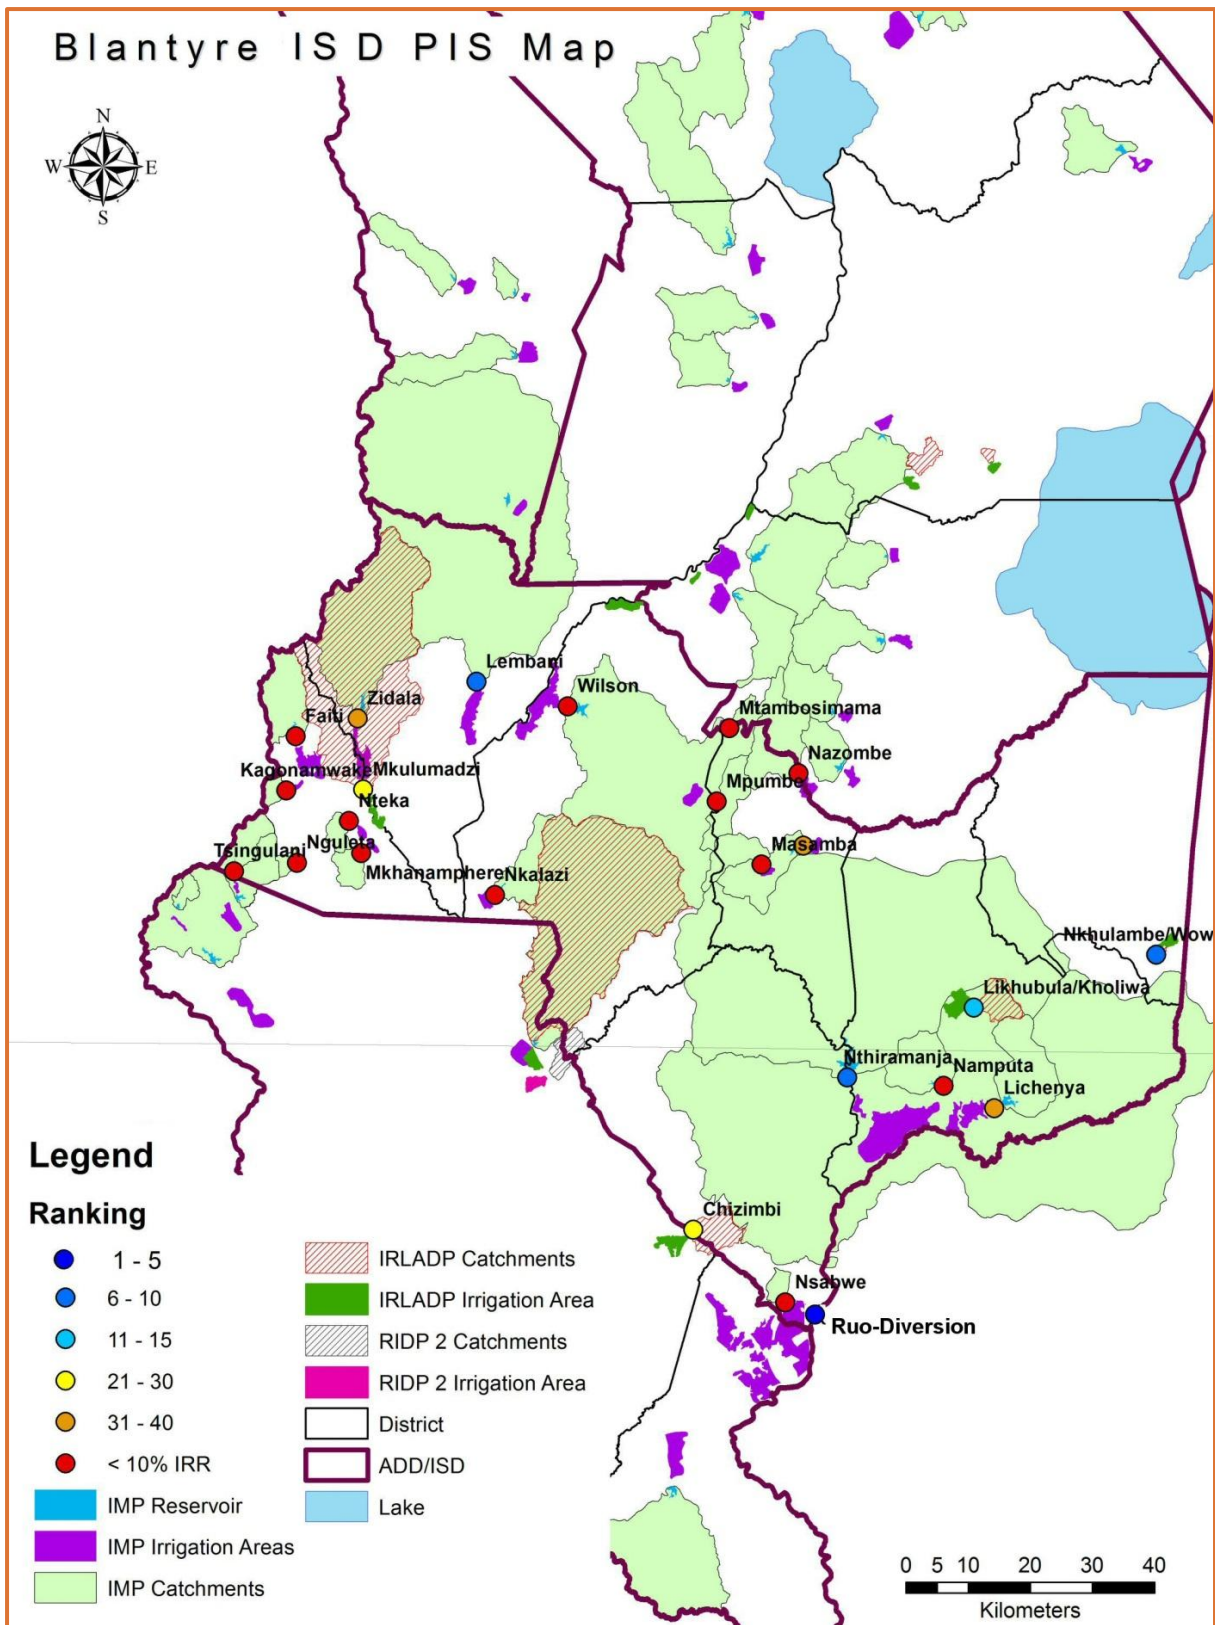 Blantyre ISD PIS Map
N
W E
S
Lembani
Wilson
Zidala
Faiti
Mtambosimama
Nazombe
Kagonamwake
Mkulumadzi
Mpumbe
Nteka
Nguleta
Masamba
Tsingulani
Mkhanamphere
Nkalazi
Nkhulambe/Wow
Likhubula/Kholiwa
Nthiramanja
Namputa
Lichenya
Chizimbi
Nsabwe
Ruo-Diversion
Legend
Ranking
1 - 5
6 - 10
11 - 15
21 - 30
31 - 40
< 10% IRR
IMP Reservoir
IMP Irrigation Areas
IMP Catchments
IRLADP Catchments
IRLADP Irrigation Area
RIDP 2 Catchments
RIDP 2 Irrigation Area
District
ADD/ISD
Lake
0 5 10 20 30 40
Kilometers